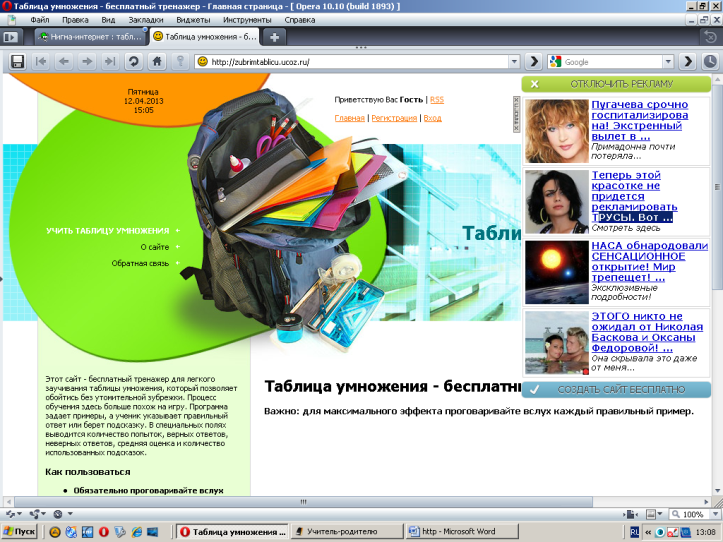 Таблица умножения - бесплатный тренажер - Главная страница - [ Opera 10.10 (build 1893) ]
Файл Правка Вид Закладки Виджеты Инструменты Справка
Нигма-интернет : табл...
Таблица умножения - б...
http://zubrimtablicu.ucoz.ru/
Google
Пятница
12.04.2013
15:05
Приветствую Вас Гость | RSS
Главная | Регистрация | Вход
УЧИТЬ ТАБЛИЦУ УМНОЖЕНИЯ
О сайте
Обратная связь
Табли
ОТКЛЮЧИТЬ РЕКЛАМУ
Пугачева срочно
госпитализирова
на! Экстренный
вылет в ...
Примадонна почти
потеряла...
Теперь этой
красотке не
придется
рекламировать
ТРУСЫ. Вот ...
Смотреть здесь
НАСА обнародовали
СЕНСАЦИОННОЕ
открытие! Мир
трепещет! ...
Эксклюзивные
подробности!
ЭТОГО никто не
ожидал от Николая
Баскова и Оксаны
Федоровой! ...
Она скрывала это даже
от меня...
СОЗДАТЬ САЙТ БЕСПЛАТНО
Этот сайт - бесплатный тренажер для легкого
заучивания таблицы умножения, который позволяет
обойтись без утомительной зубрежки. Процесс
обучения здесь больше похож на игру. Программа
задает примеры, а ученик указывает правильный
ответ или берет подсказку. В специальных полях
выводится количество попыток, верных ответов,
неверных ответов, средняя оценка и количество
использованных подсказок.
Как пользоваться
Обязательно проговаривайте вслух
Таблица умножения - бесплатн
Важно: для максимального эффекта проговаривайте вслух каждый правильный пример.
100%
Пуск
Таблица умножения ...
Учитель-родителю
http - Microsoft Word
RL
13:08